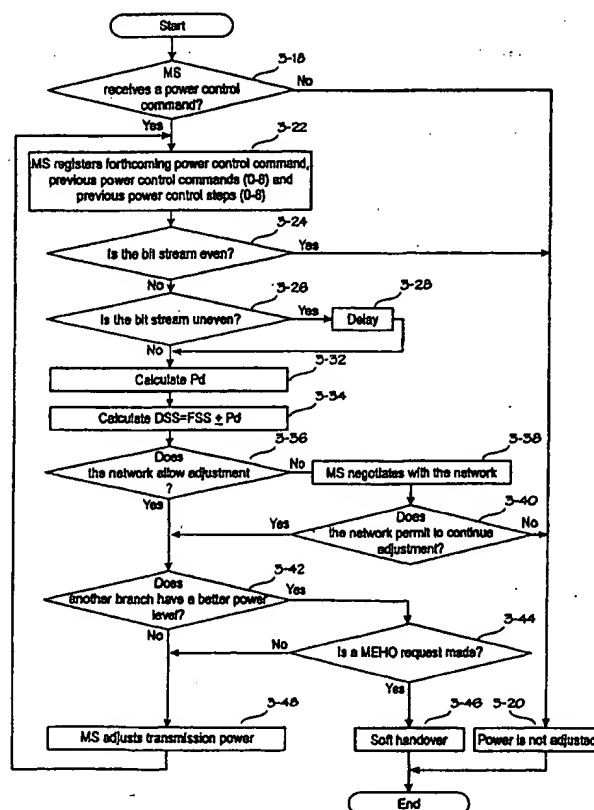 Start
3-18
MS
receives a power control
command?
No
Yes
3-22
MS registers forthcoming power control command,
previous power control commands (0-8) and
previous power control steps (0-8)
3-24
Is the bit stream even?
Yes
No
3-26
3-28
Is the bit stream uneven?
Yes
Delay
No
3-32
Calculate Pd
3-34
Calculate DSS=FSS ± Pd
3-36
3-38
Does
the network allow adjustment
?
No
MS negotiates with the network
Yes
3-40
Does
the network permit to continue
adjustment?
Yes
No
3-42
Does
another branch have a better power
level?
Yes
3-44
No
Is a MEHO request made?
No
Yes
3-48
3-46
3-20
MS adjusts transmission power
Soft handover
Power is not adjusted
End